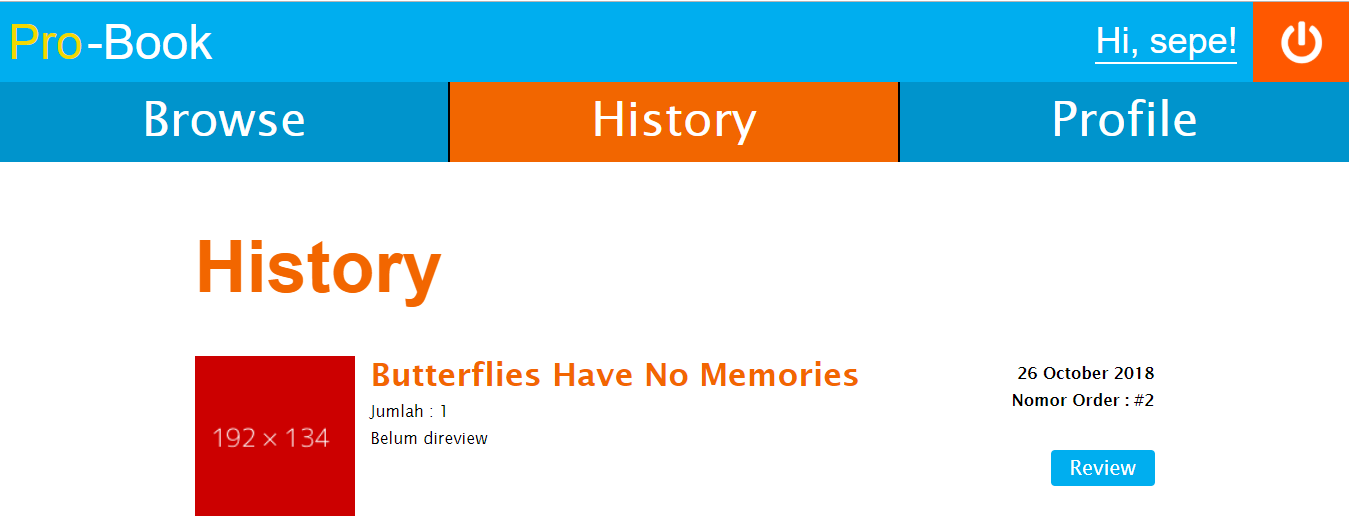 Pro-Book
Hi, sepe!
Browse
History
Profile
History
192 × 134
Butterflies Have No Memories
Jumlah : 1
Belum direview
26 October 2018
Nomor Order : #2
Review